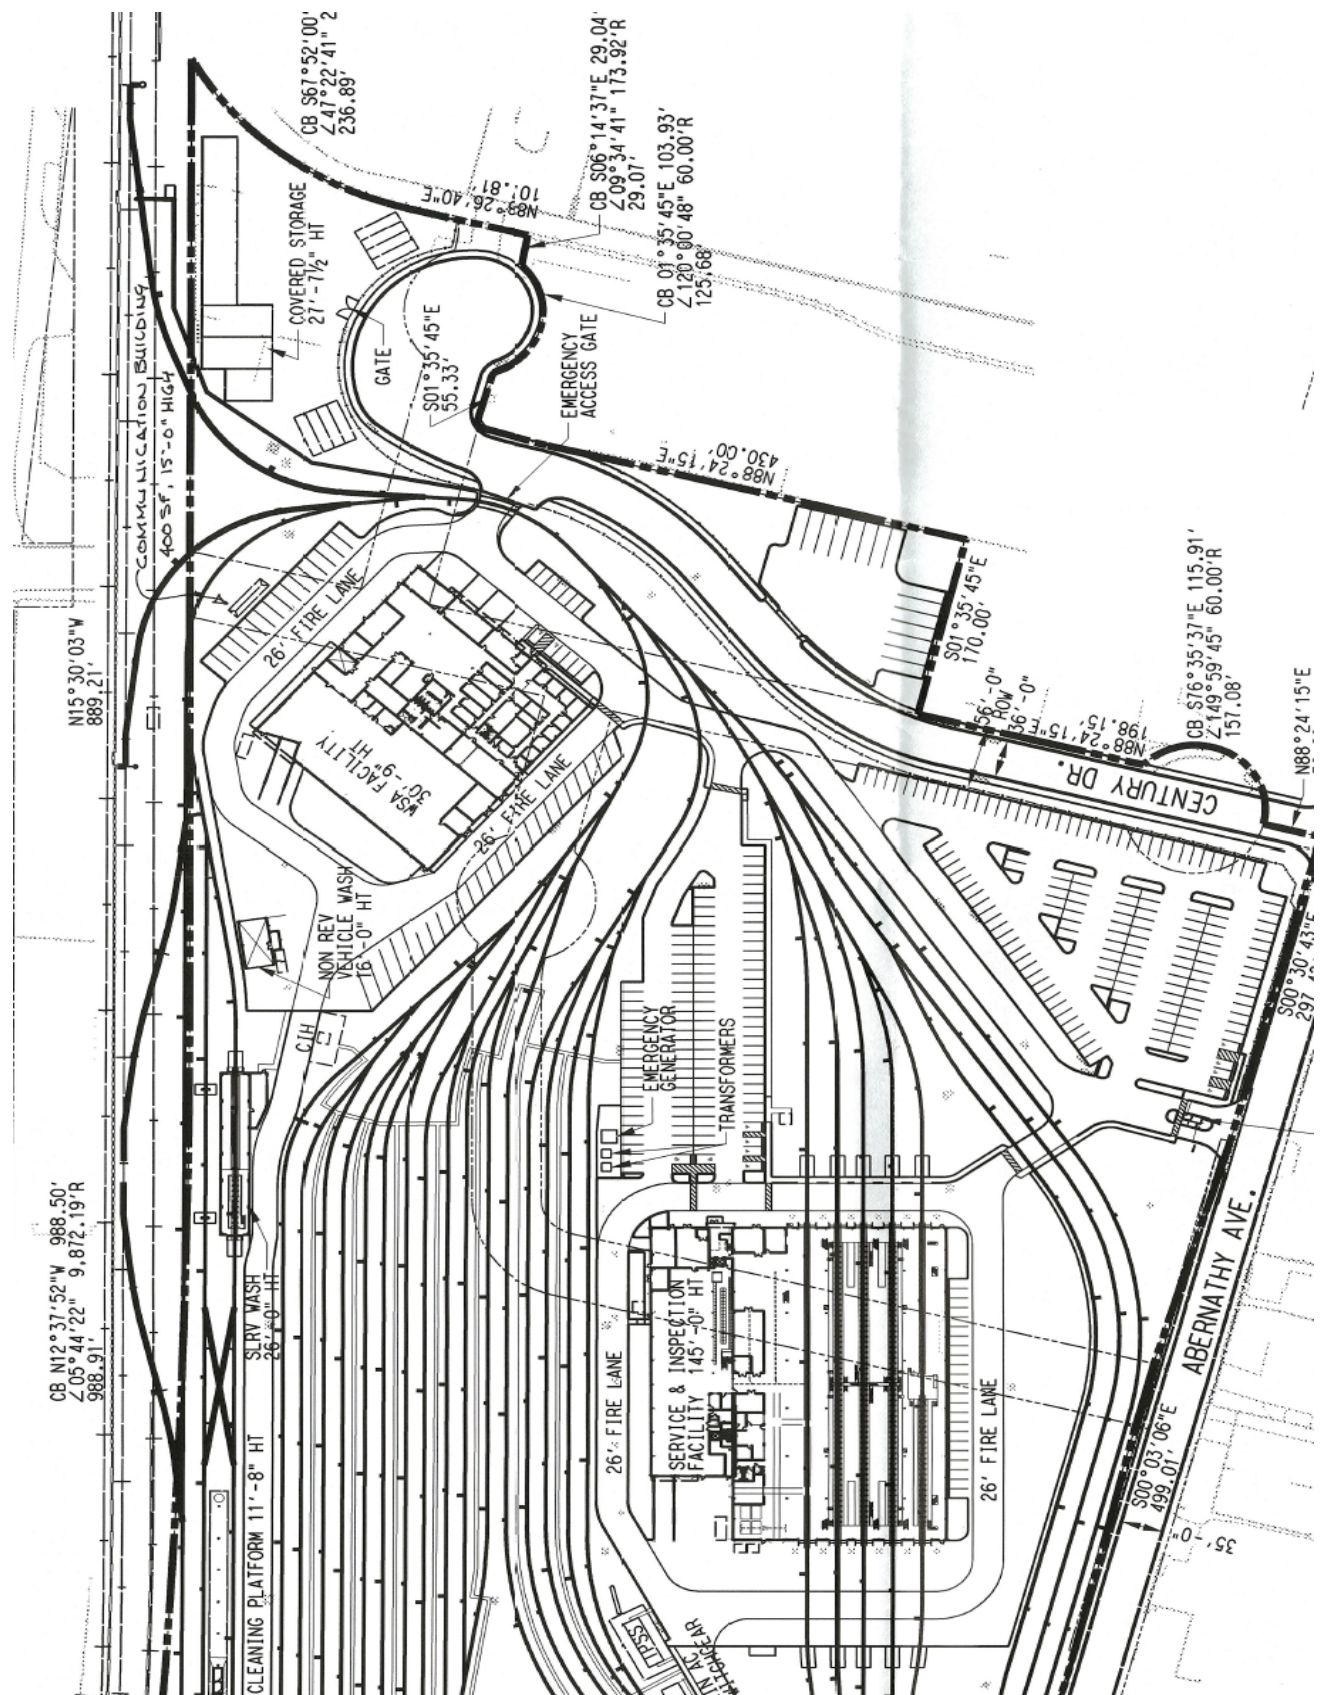 CB S67°52'00"
∠47°22'41" 2
236.89'
COVERED STORAGE
27'-7½" HT
N83°26'40"E
101.81'
CB S06°14'37"E 29.04'
∠09°34'41" 173.92'R
29.07'
CB 01°35'45"E 103.93'
∠120°00'48" 60.00'R
125.68'
COMMUNICATION BUILDING
400 SF, 15'-0" HIGH
GATE
S01°35'45"E
55.33'
EMERGENCY
ACCESS GATE
N88°24'15"E
430.00'
N15°30'03"W
889.21'
26' FIRE LANE
WSA FACILITY
30'-9" HT
26' FIRE LANE
S01°35'45"E
170.00'
56'-0"
ROW
36'-0"
N88°24'15"E
198.15'
CENTURY DR.
CB S76°35'37"E 115.91'
∠149°59'45" 60.00'R
157.08'
N88°24'15"E
NON REV
VEHICLE WASH
16'-0" HT
CIH
EMERGENCY
GENERATOR
TRANSFORMERS
S00°30'43"E
297.
CB N12°37'52"W 988.50'
∠05°44'22" 9,872.19'R
988.91'
SLRV WASH
26'-0" HT
CLEANING PLATFORM 11'-8" HT
26' FIRE LANE
SERVICE & INSPECTION
FACILITY 145'-0" HT
26' FIRE LANE
ABERNATHY AVE.
S00°03'06"E
499.01'
35'-0"
TPSS
IN AC